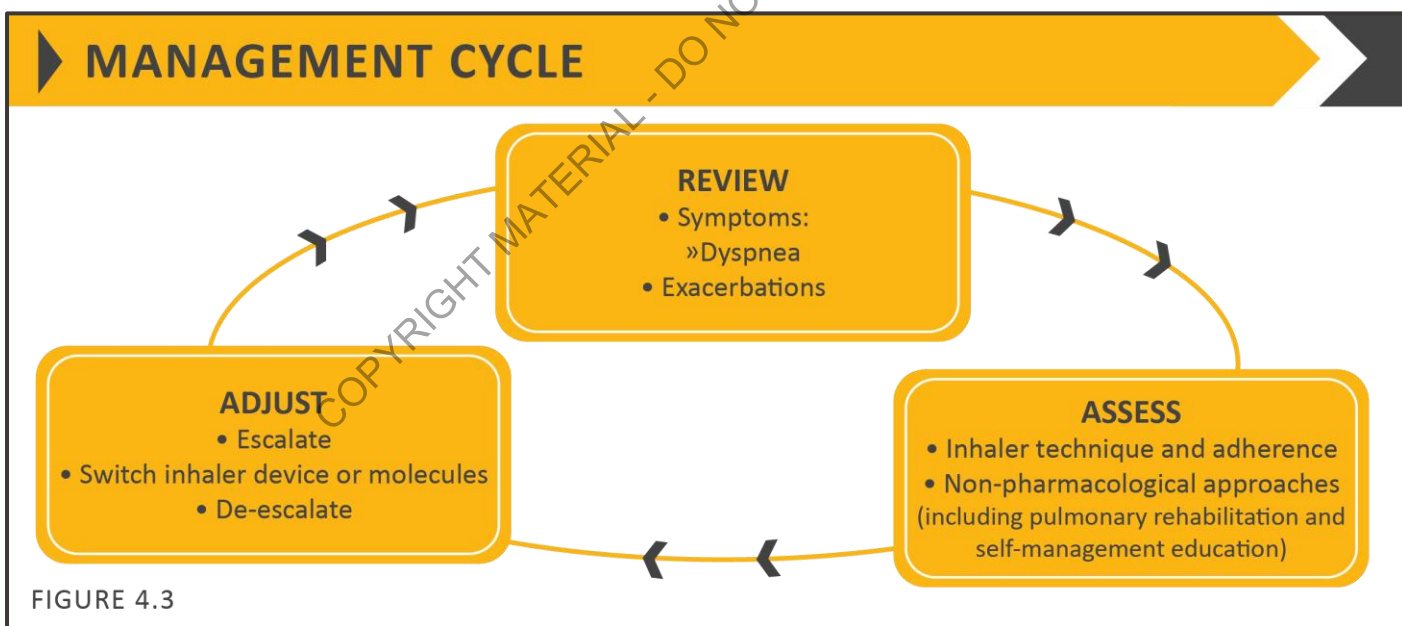 MANAGEMENT CYCLE
REVIEW
• Symptoms:
»Dyspnea
• Exacerbations
ASSESS
• Inhaler technique and adherence
• Non-pharmacological approaches
(including pulmonary rehabilitation and
self-management education)
ADJUST
• Escalate
• Switch inhaler device or molecules
• De-escalate
FIGURE 4.3
COPYRIGHT MATERIAL - DO